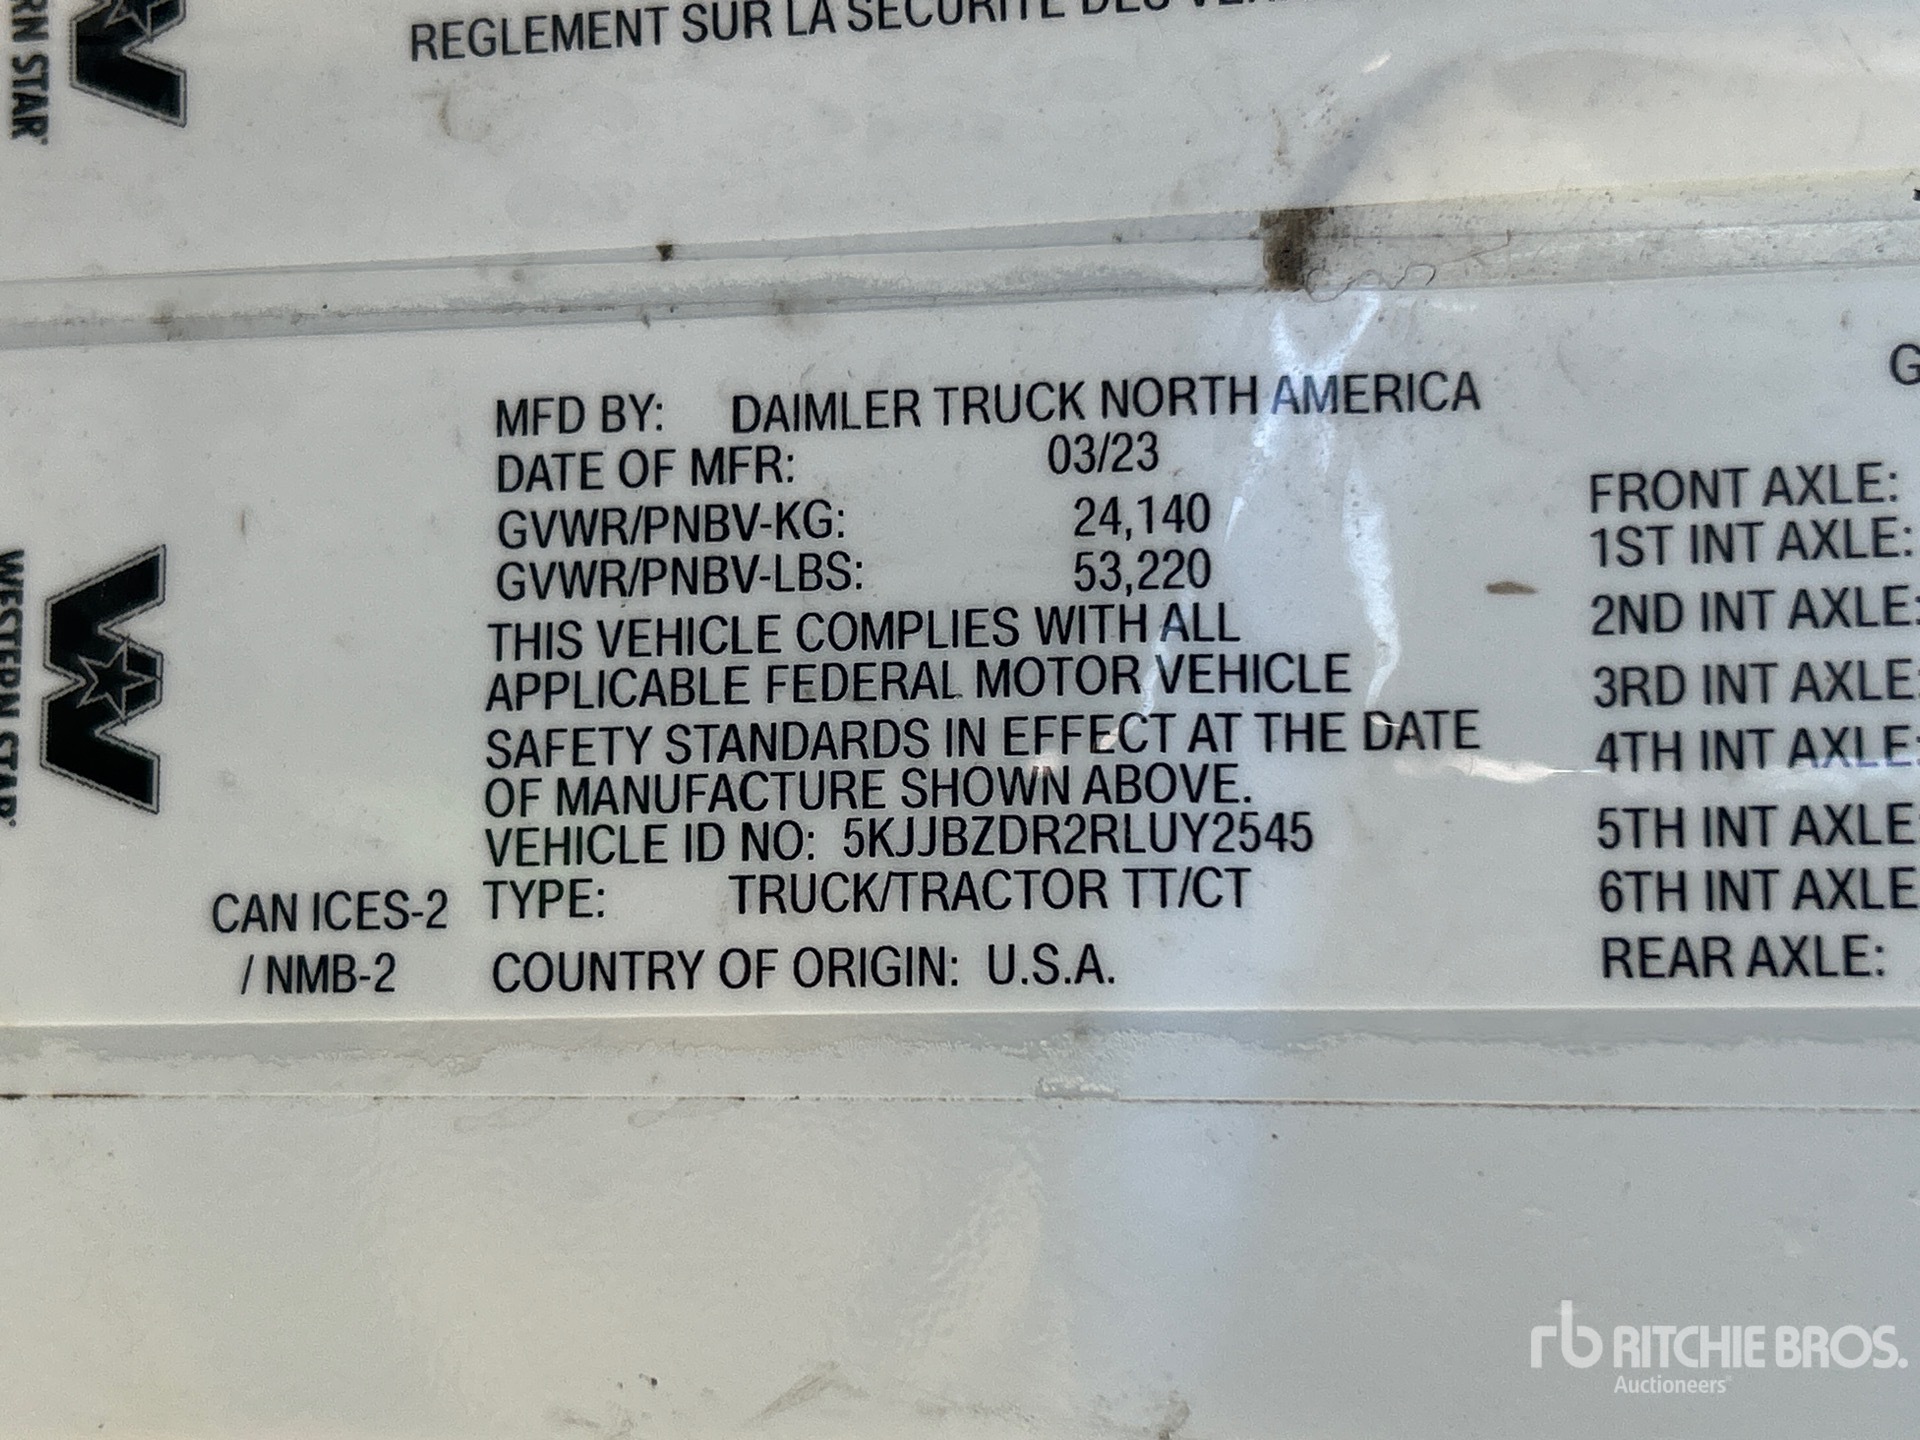 WESTERN STAR
REGLEMENT SUR LA SECURITE DES
MFD BY: DAIMLER TRUCK NORTH AMERICA
DATE OF MFR: 03/23
GVWR/PNBV-KG: 24,140
GVWR/PNBV-LBS: 53,220
THIS VEHICLE COMPLIES WITH ALL
APPLICABLE FEDERAL MOTOR VEHICLE
SAFETY STANDARDS IN EFFECT AT THE DATE
OF MANUFACTURE SHOWN ABOVE.
VEHICLE ID NO: 5KJJBZDR2RLUY2545
TYPE: TRUCK/TRACTOR TT/CT
COUNTRY OF ORIGIN: U.S.A.
CAN ICES-2
/ NMB-2
FRONT AXLE:
1ST INT AXLE:
2ND INT AXLE:
3RD INT AXLE:
4TH INT AXLE:
5TH INT AXLE:
6TH INT AXLE
REAR AXLE:
rb RITCHIE BROS.
Auctioneers